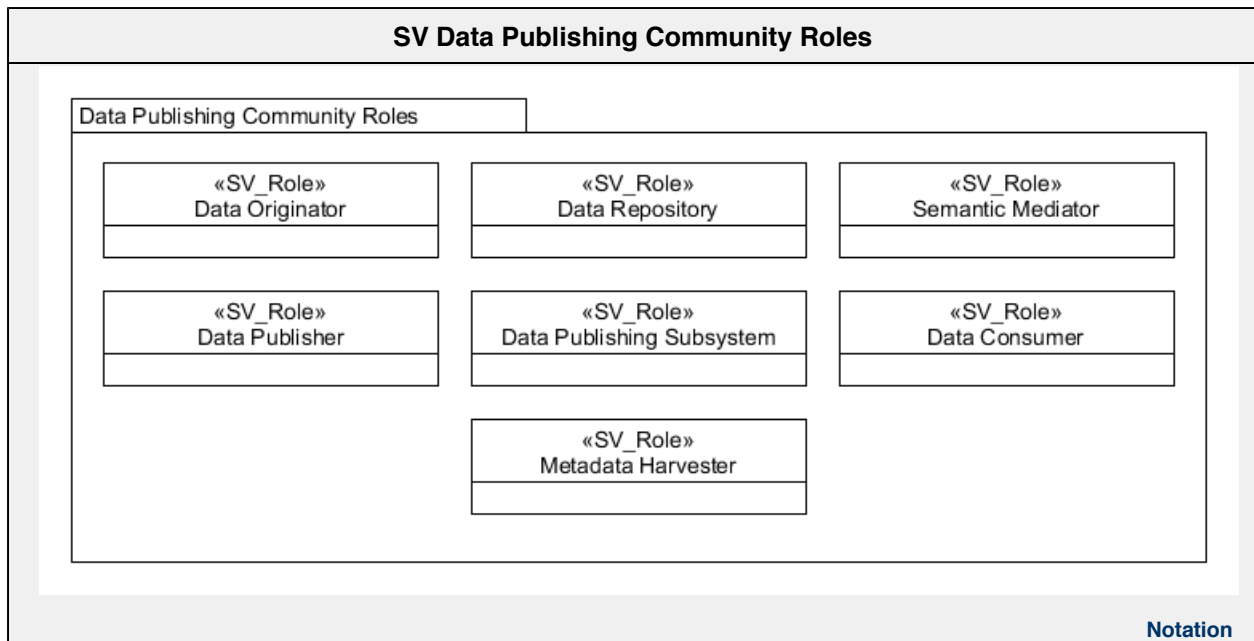 SV Data Publishing Community Roles
Data Publishing Community Roles
«SV_Role»
Data Originator
«SV_Role»
Data Repository
«SV_Role»
Semantic Mediator
«SV_Role»
Data Publisher
«SV_Role»
Data Publishing Subsystem
«SV_Role»
Data Consumer
«SV_Role»
Metadata Harvester
Notation